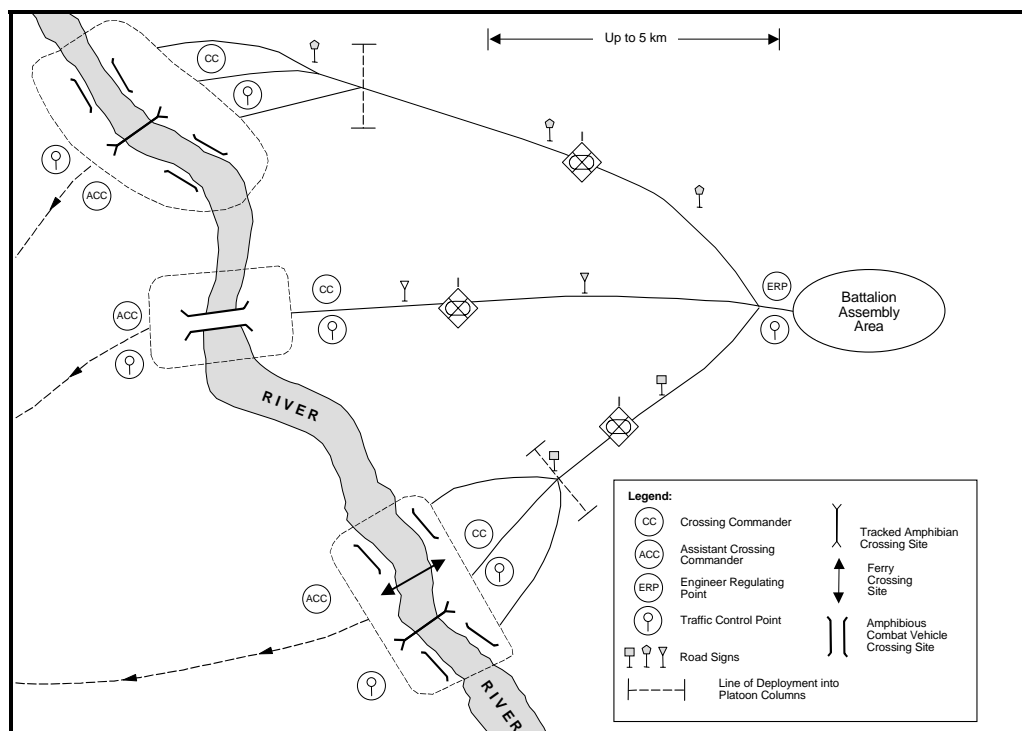 Up to 5 km
CC
ACC
ERP
Battalion
Assembly
Area
CC
ACC
RIVER
CC
ACC
RIVER
Legend:
CC
Crossing Commander
ACC
Assistant Crossing
Commander
ERP
Engineer Regulating
Point
Traffic Control Point
Road Signs
Line of Deployment into
Platoon Columns
Tracked Amphibian
Crossing Site
Ferry
Crossing
Site
Amphibious
Combat Vehicle
Crossing Site